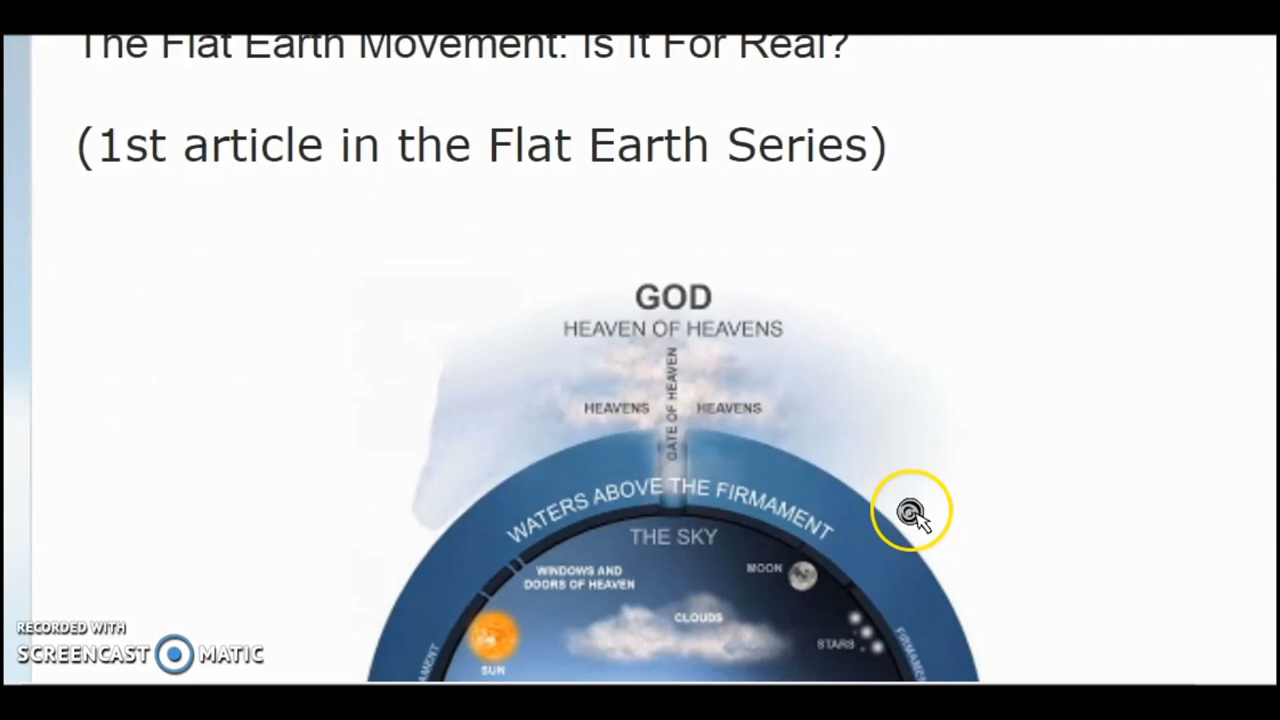 The Flat Earth Movement: Is It For Real?
(1st article in the Flat Earth Series)
GOD
HEAVEN OF HEAVENS
GATE OF HEAVEN
HEAVENS
HEAVENS
WATERS ABOVE THE FIRMAMENT
THE SKY
WINDOWS AND
DOORS OF HEAVEN
MOON
CLOUDS
STARS
SUN
RECORDED WITH
SCREENCAST MATIC